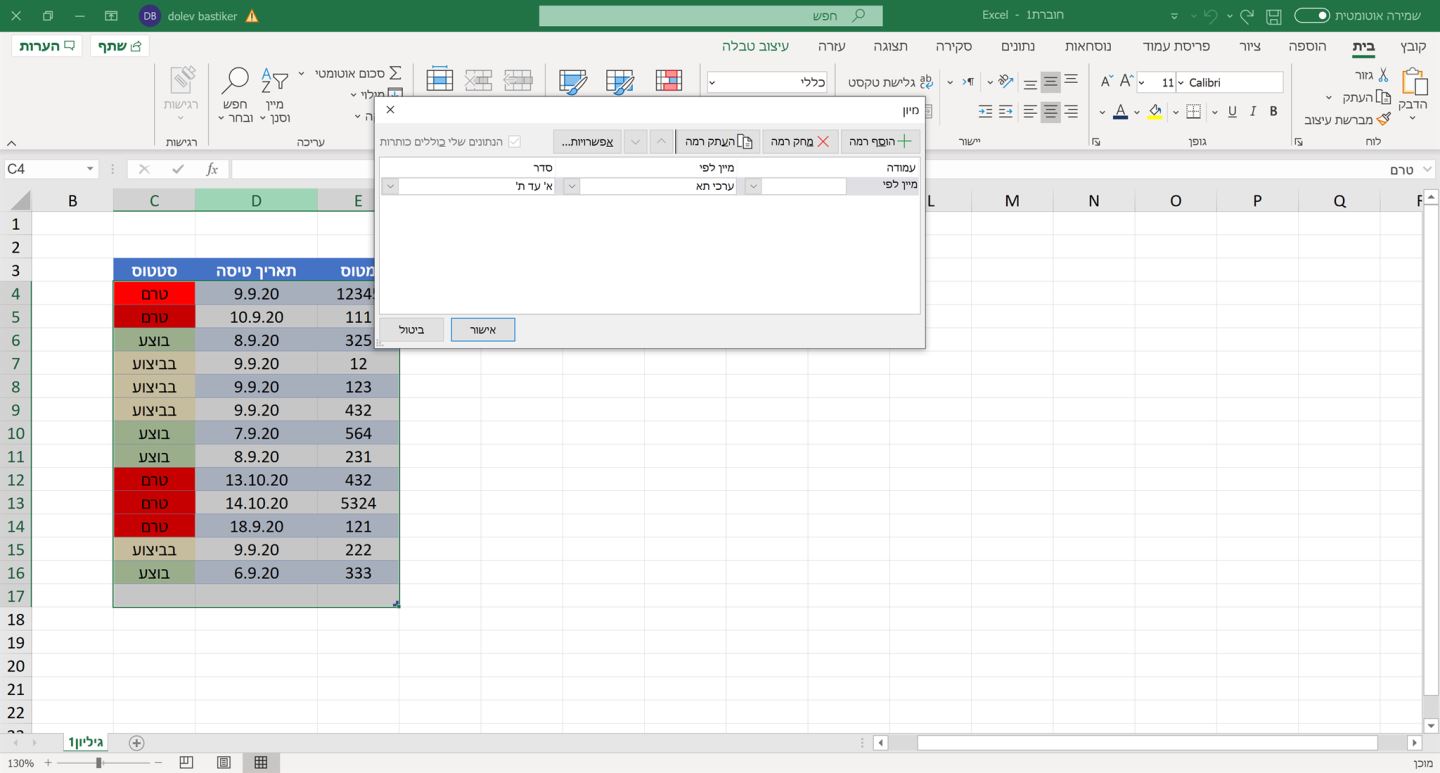 שמירה אוטומטית
חוברת1 - Excel
חפש
dolev bastiker DB
קובץ בית הוספה ציור פריסת עמוד נוסחאות נתונים סקירה תצוגה עזרה עיצוב טבלה
שתף הערות
הדבק
גזור
העתק
מברשת עיצוב
לוח
Calibri 11
B I U
גופן
גלישת טקסט
יישור
כללי
סכום אוטומטי
מילוי
מיין וסנן
חפש ובחר
עריכה
רגישות
רגישות
מיון
הוסף רמה מחק רמה העתק רמה אפשרויות... הנתונים שלי כוללים כותרות
עמודה מיין לפי סדר
מיין לפי ערכי תא א' עד ת'
אישור ביטול
C4 fx טרם
B C D E L M N O P Q
1
2
3 סטטוס תאריך טיסה מטוס
4 טרם 9.9.20 12345
5 טרם 10.9.20 111
6 בוצע 8.9.20 325
7 בביצוע 9.9.20 12
8 בביצוע 9.9.20 123
9 בביצוע 9.9.20 432
10 בוצע 7.9.20 564
11 בוצע 8.9.20 231
12 טרם 13.10.20 432
13 טרם 14.10.20 5324
14 טרם 18.9.20 121
15 בביצוע 9.9.20 222
16 בוצע 6.9.20 333
17
18
19
20
21
22
גיליון1
מוכן
130%